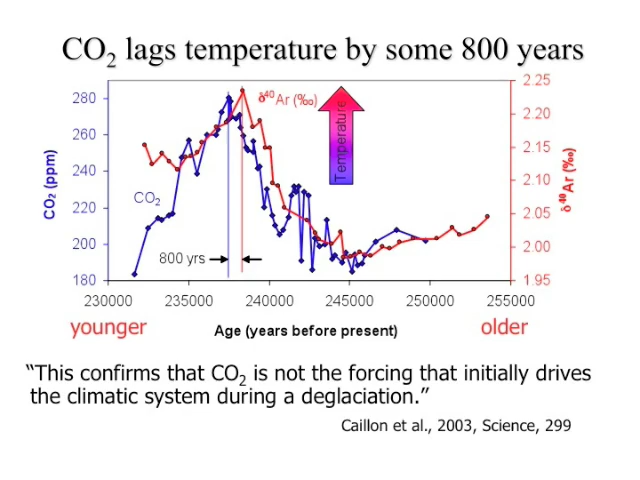 CO₂ lags temperature by some 800 years
2.25
280
δ⁴⁰Ar (‰)
2.20
260
2.15
240
2.10
220
CO₂
2.05
200
2.00
800 yrs
180
1.95
CO₂ (ppm)
Temperature
δ⁴⁰Ar (‰)
230000 235000 240000 245000 250000 255000
younger Age (years before present) older
“This confirms that CO₂ is not the forcing that initially drives
the climatic system during a deglaciation.”
Caillon et al., 2003, Science, 299